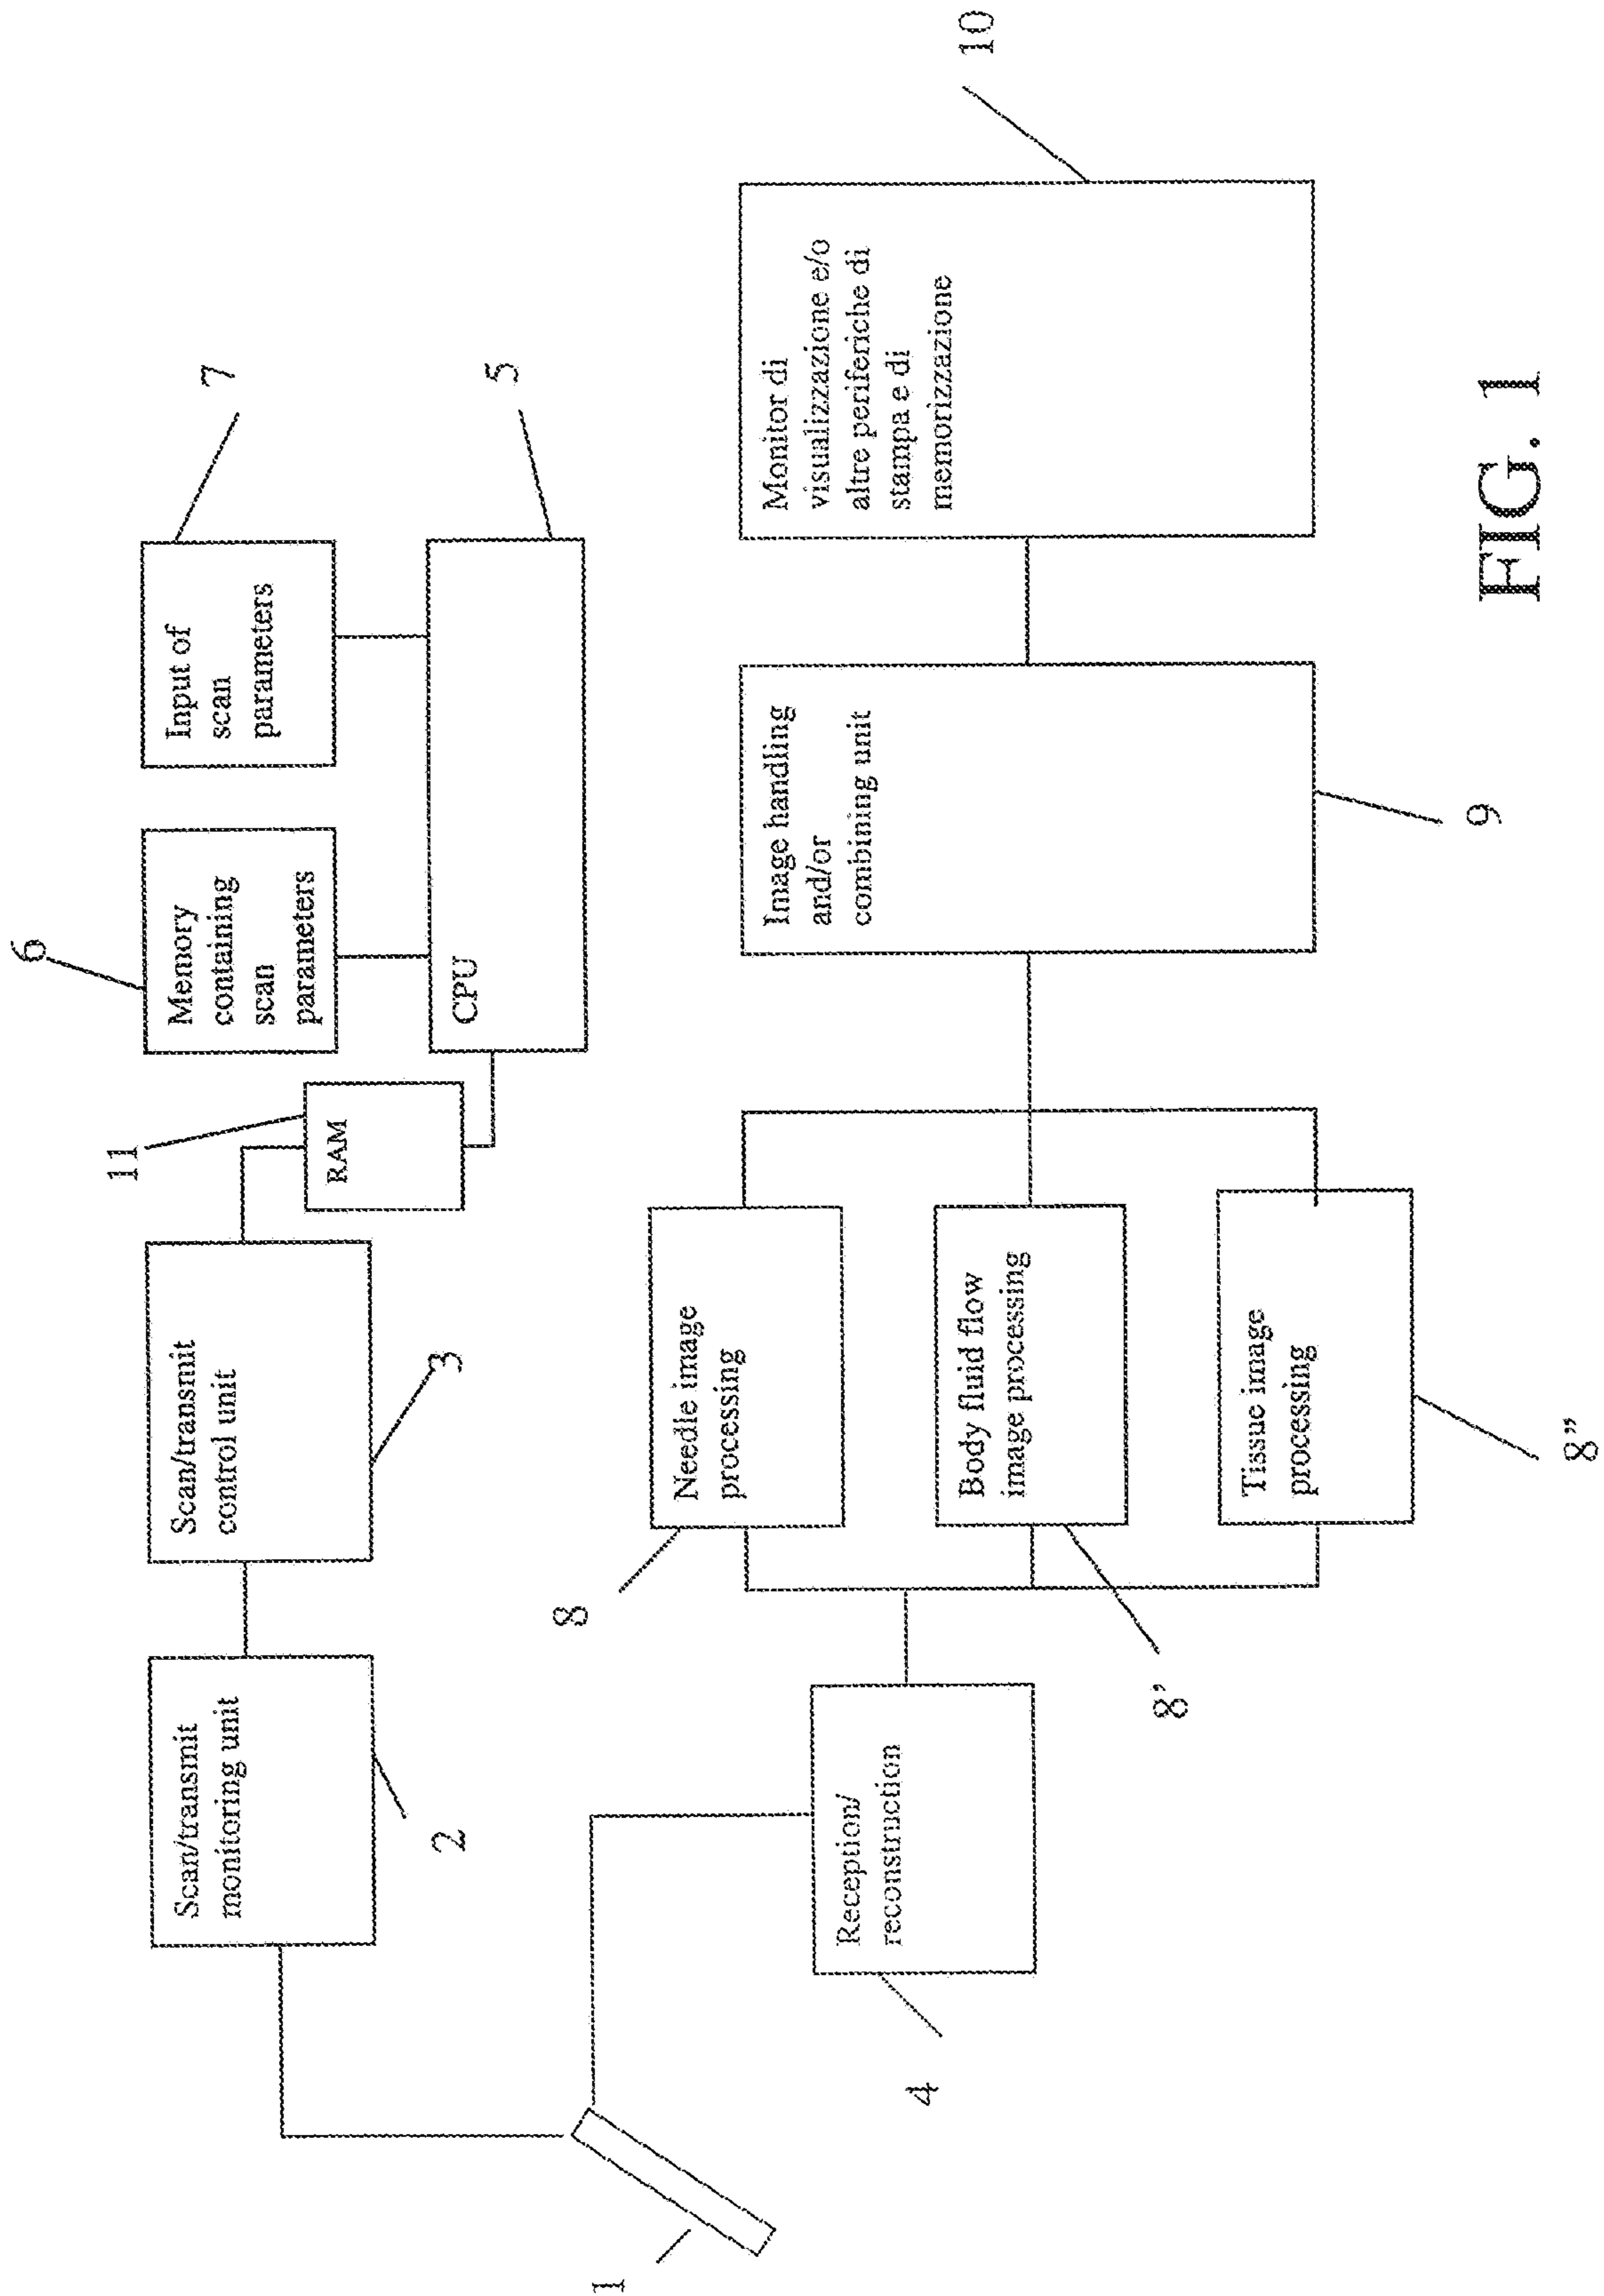 6
7
Memory
containing
scan
parameters
Input of
scan
parameters
11
RAM
CPU
5
Scan/transmit
monitoring unit
2
Scan/transmit
control unit
3
1
Reception/
reconstruction
4
8
Needle image
processing
Body fluid flow
image processing
8'
Tissue image
processing
8"
Image handling
and/or
combining unit
9
Monitor di
visualizzazione e/o
altre periferiche di
stampa e di
memorizzazione
10
FIG. 1